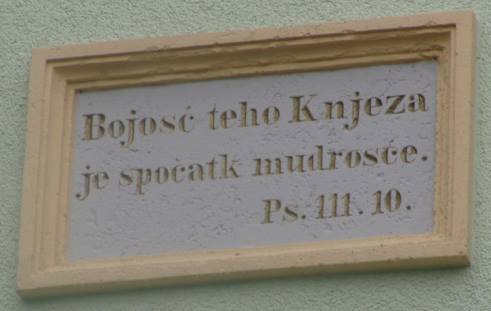 Bojosć teho Knjeza
je spočatk mudrosće.
Ps. 111. 10.